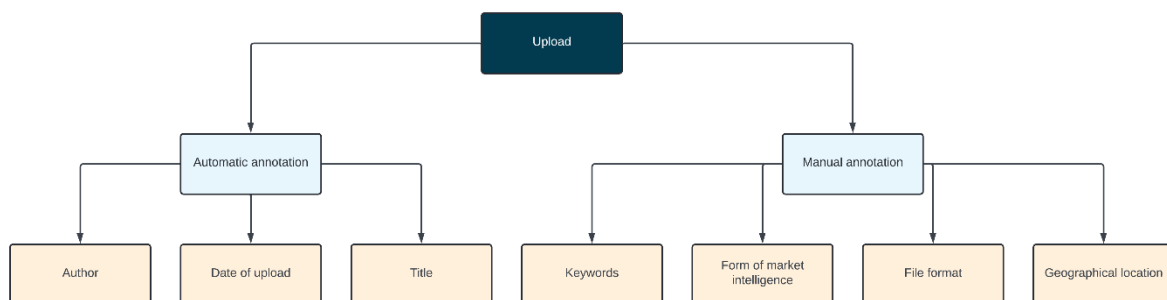 Upload
Automatic annotation
Manual annotation
Author
Date of upload
Title
Keywords
Form of market
intelligence
File format
Geographical location